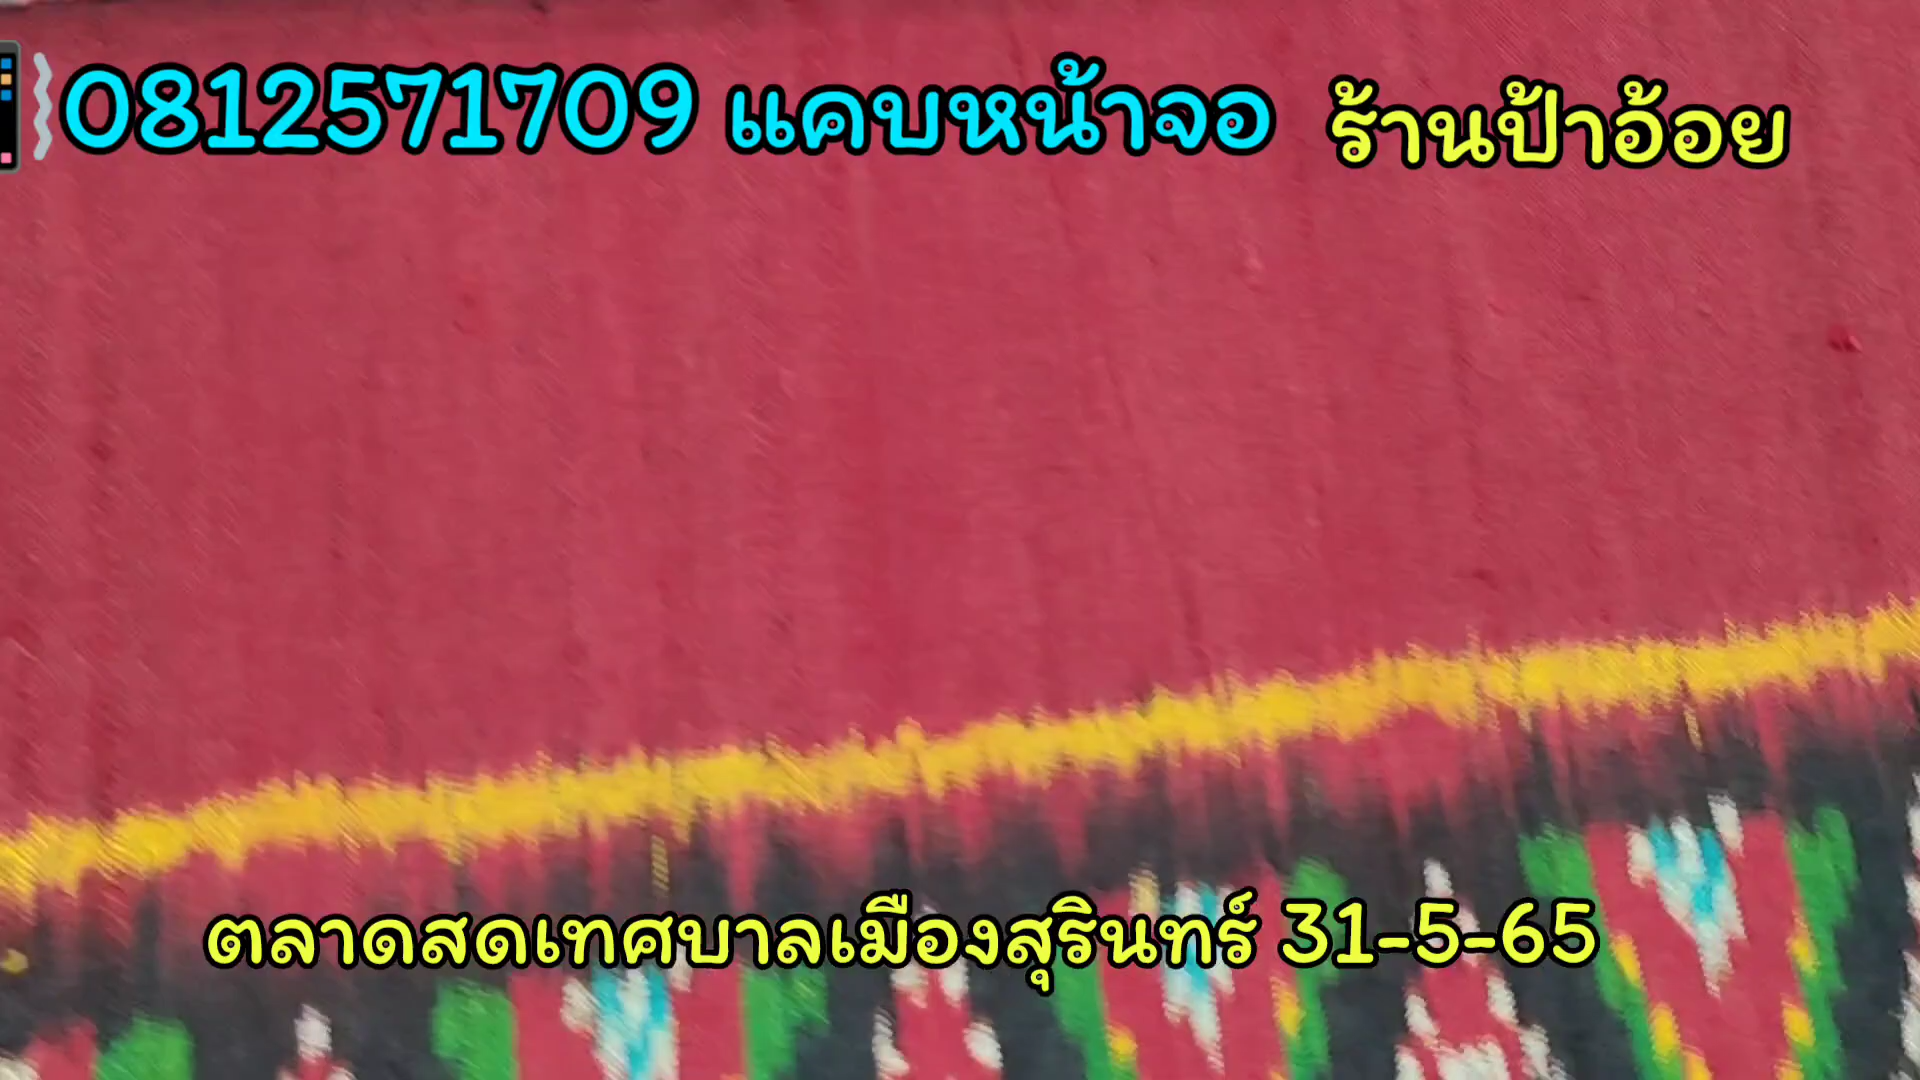 0812571709 แคบหน้าจอ ร้านป้าอ้อย
ตลาดสดเทศบาลเมืองสุรินทร์ 31-5-65